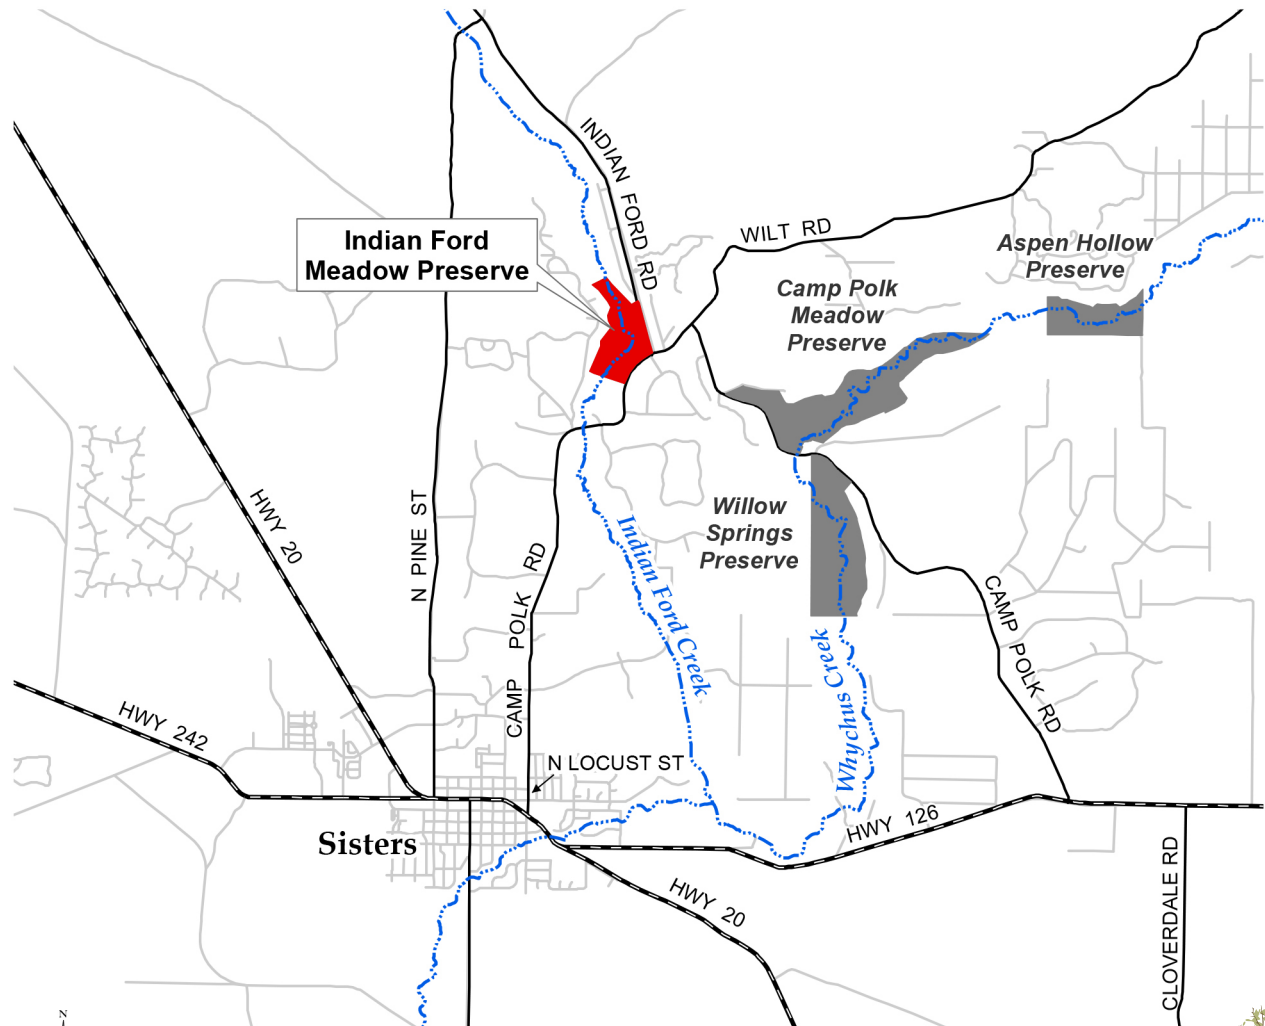 INDIAN FORD RD
WILT RD
Indian Ford
Meadow Preserve
Aspen Hollow
Preserve
Camp Polk
Meadow
Preserve
HWY 20
N PINE ST
Willow
Springs
Preserve
CAMP POLK RD
Indian Ford Creek
CAMP POLK RD
Whychus Creek
HWY 242
N LOCUST ST
Sisters
HWY 126
HWY 20
CLOVERDALE RD
N